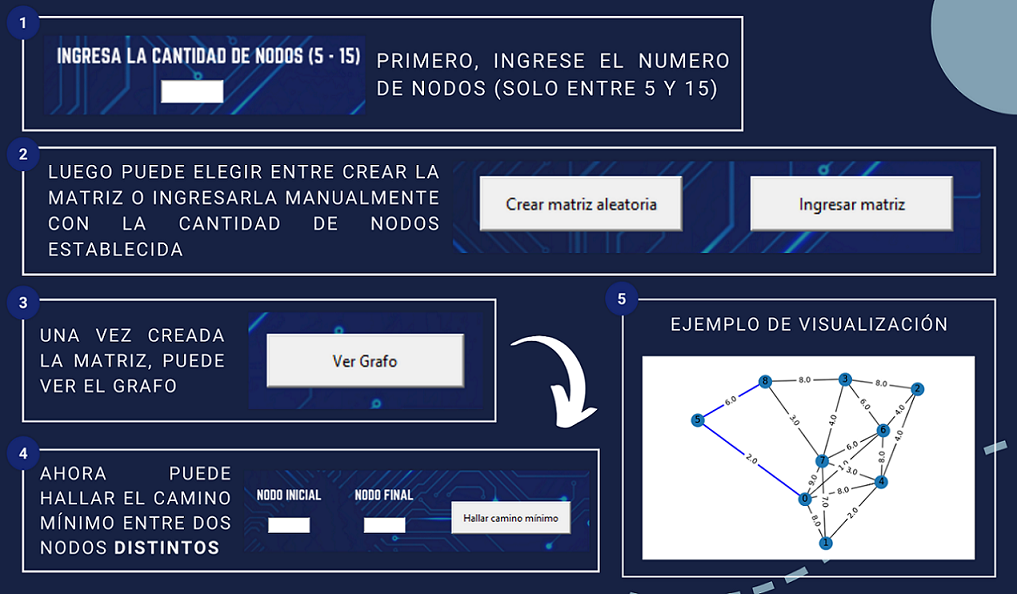 1
INGRESA LA CANTIDAD DE NODOS (5 - 15)
PRIMERO, INGRESE EL NUMERO
DE NODOS (SOLO ENTRE 5 Y 15)
2
LUEGO PUEDE ELEGIR ENTRE CREAR LA
MATRIZ O INGRESARLA MANUALMENTE
CON LA CANTIDAD DE NODOS
ESTABLECIDA
Crear matriz aleatoria
Ingresar matriz
3
UNA VEZ CREADA
LA MATRIZ, PUEDE
VER EL GRAFO
Ver Grafo
4
AHORA PUEDE
HALLAR EL CAMINO
MÍNIMO ENTRE DOS
NODOS DISTINTOS
NODO INICIAL
NODO FINAL
Hallar camino mínimo
5
EJEMPLO DE VISUALIZACIÓN
8
8.0
3
8.0
2
6.0
3.0
4.0
6.0
4.0
5
6
4.0
6.0
8.0
2.0
7
3.0
4
9.0
7.0
8.0
0
8.0
2.0
1